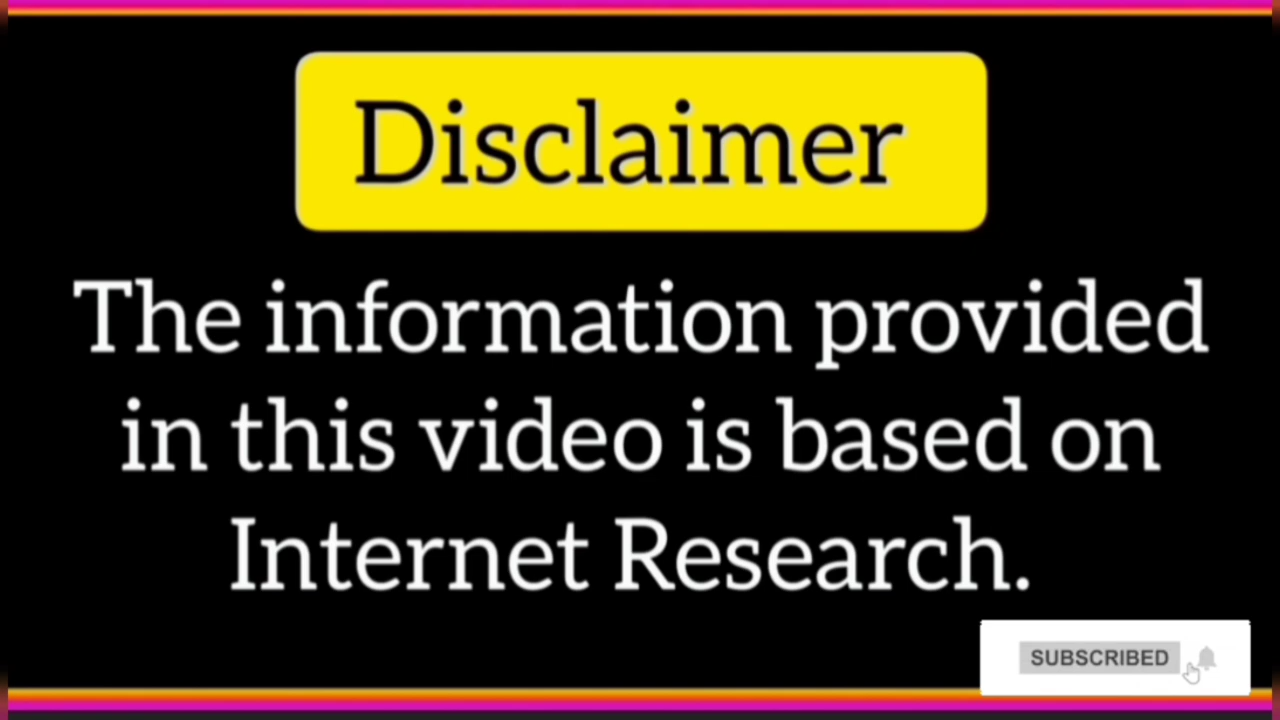 Disclaimer
The information provided
in this video is based on
Internet Research.
SUBSCRIBED